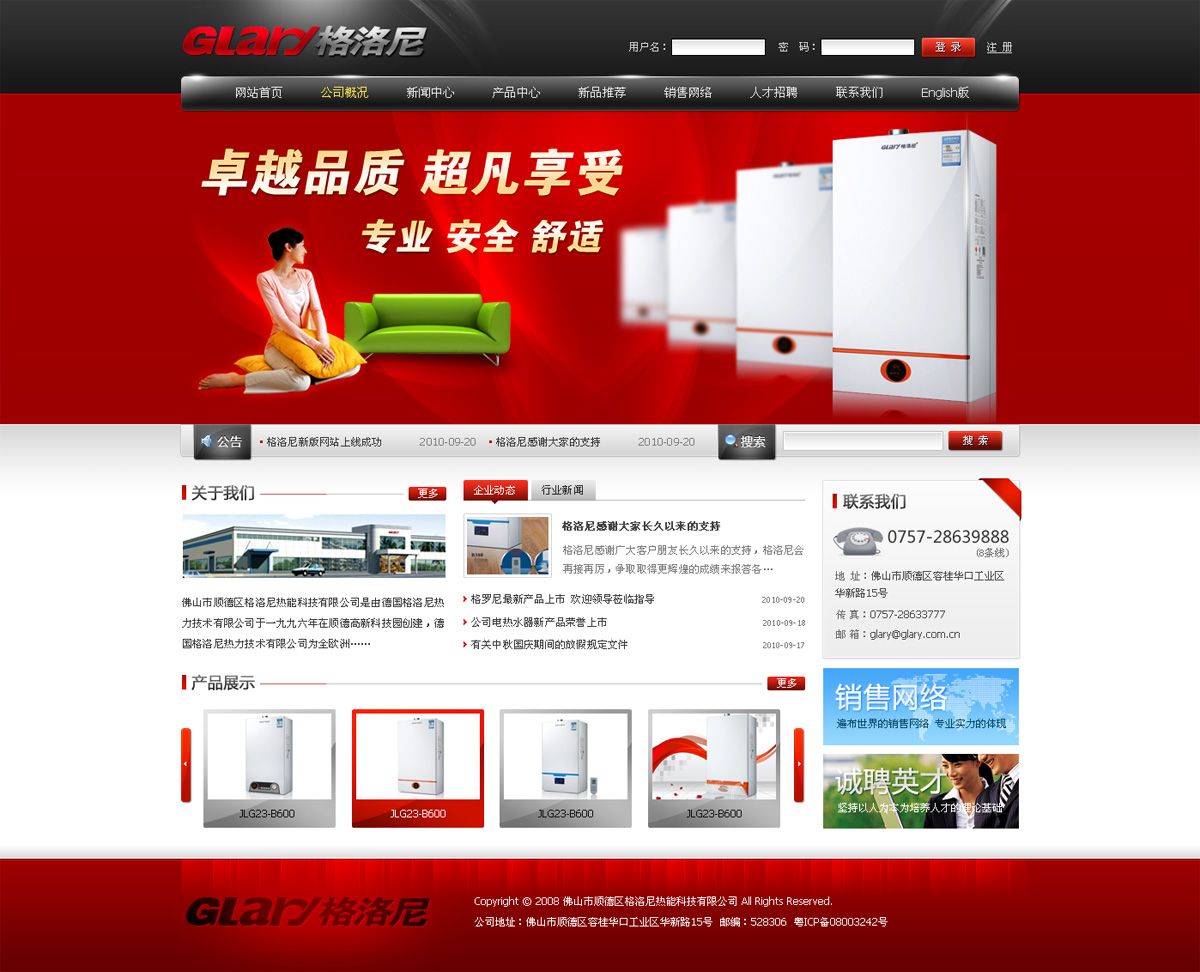 GLary格洛尼
用户名： 密 码： 登 录 注 册
网站首页 公司概况 新闻中心 产品中心 新品推荐 销售网络 人才招聘 联系我们 English版
卓越品质 超凡享受
专业 安全 舒适
GLary格洛尼
公告 格洛尼新版网站上线成功 2010-09-20 格洛尼感谢大家的支持 2010-09-20 搜索 搜 索
关于我们 更多
佛山市顺德区格洛尼热能科技有限公司是由德国格洛尼热
力技术有限公司于一九九六年在顺德高新科技园创建，德
国格洛尼热力技术有限公司为全欧洲……
企业动态 行业新闻
格洛尼感谢大家长久以来的支持
格洛尼感谢广大客户朋友长久以来的支持，格洛尼会
再接再厉，争取取得更辉煌的成绩来报答各…
格罗尼最新产品上市 欢迎领导莅临指导 2010-09-20
公司电热水器新产品荣誉上市 2010-09-18
有关中秋国庆期间的放假规定文件 2010-09-17
联系我们
0757-28639888
(8条线)
地 址：佛山市顺德区容桂华口工业区
华新路15号
传 真：0757-28633777
邮 箱：glary@glary.com.cn
产品展示 更多
JLG23-B600 JLG23-B600 JLG23-B600 JLG23-B600
销售网络
遍布世界的销售网络 专业实力的体现
诚聘英才
坚持以人为本为培养人才的理论基础
GLary格洛尼
Copyright © 2008 佛山市顺德区格洛尼热能科技有限公司 All Rights Reserved.
公司地址：佛山市顺德区容桂华口工业区华新路15号 邮编：528306 粤ICP备08003242号